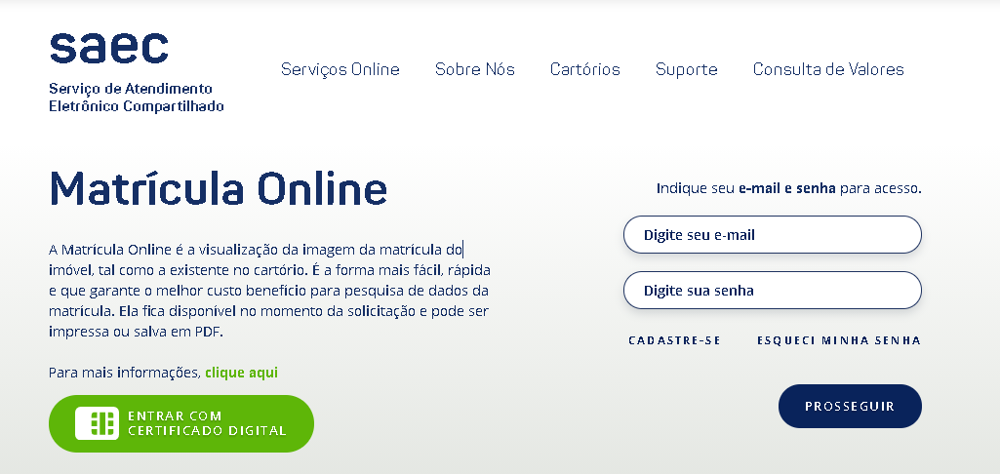 saec
Serviço de Atendimento
Eletrônico Compartilhado
Serviços Online
Sobre Nós
Cartórios
Suporte
Consulta de Valores
Matrícula Online
A Matrícula Online é a visualização da imagem da matrícula do
imóvel, tal como a existente no cartório. É a forma mais fácil, rápida
e que garante o melhor custo benefício para pesquisa de dados da
matrícula. Ela fica disponível no momento da solicitação e pode ser
impressa ou salva em PDF.
Para mais informações, clique aqui
ENTRAR COM
CERTIFICADO DIGITAL
Indique seu e-mail e senha para acesso.
Digite seu e-mail
Digite sua senha
CADASTRE-SE
ESQUECI MINHA SENHA
PROSSEGUIR